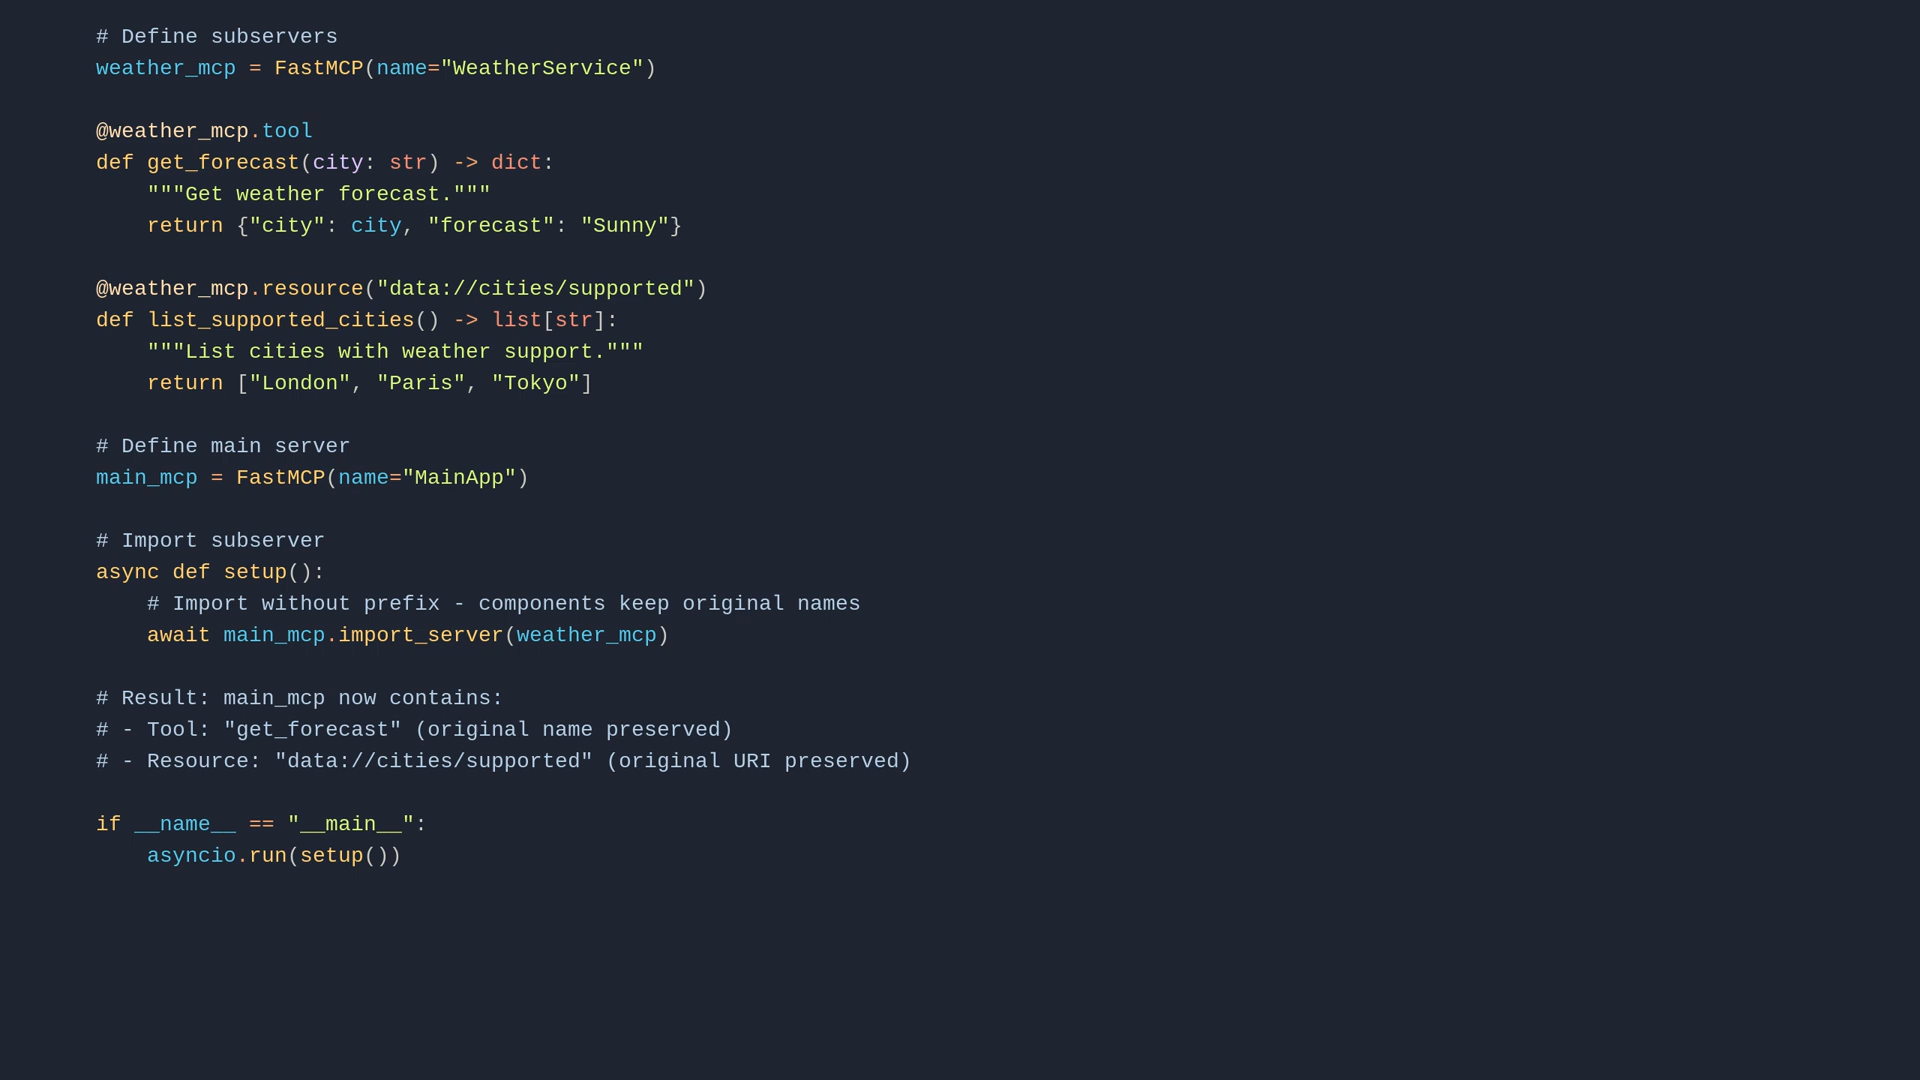 # Define subservers
weather_mcp = FastMCP(name="WeatherService")

@weather_mcp.tool
def get_forecast(city: str) -> dict:
    """Get weather forecast."""
    return {"city": city, "forecast": "Sunny"}

@weather_mcp.resource("data://cities/supported")
def list_supported_cities() -> list[str]:
    """List cities with weather support."""
    return ["London", "Paris", "Tokyo"]

# Define main server
main_mcp = FastMCP(name="MainApp")

# Import subserver
async def setup():
    # Import without prefix - components keep original names
    await main_mcp.import_server(weather_mcp)

# Result: main_mcp now contains:
# - Tool: "get_forecast" (original name preserved)
# - Resource: "data://cities/supported" (original URI preserved)

if __name__ == "__main__":
    asyncio.run(setup())